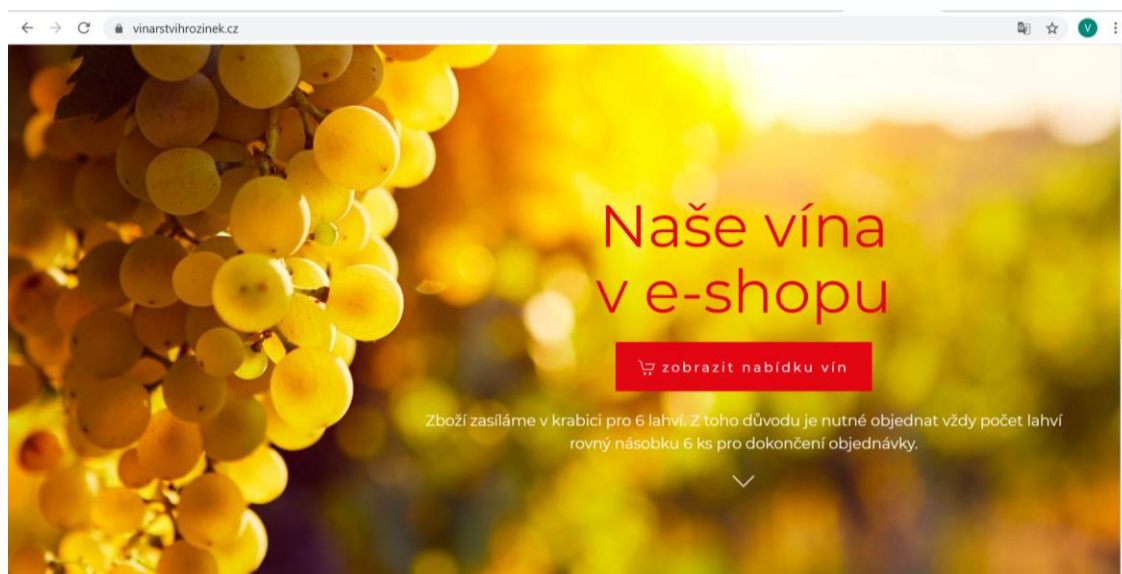 vinarstvihrozinek.cz
V
Naše vína
v e-shopu
zobrazit nabídku vín
Zboží zasíláme v krabici pro 6 lahví. Z toho důvodu je nutné objednat vždy počet lahví
rovný násobku 6 ks pro dokončení objednávky.